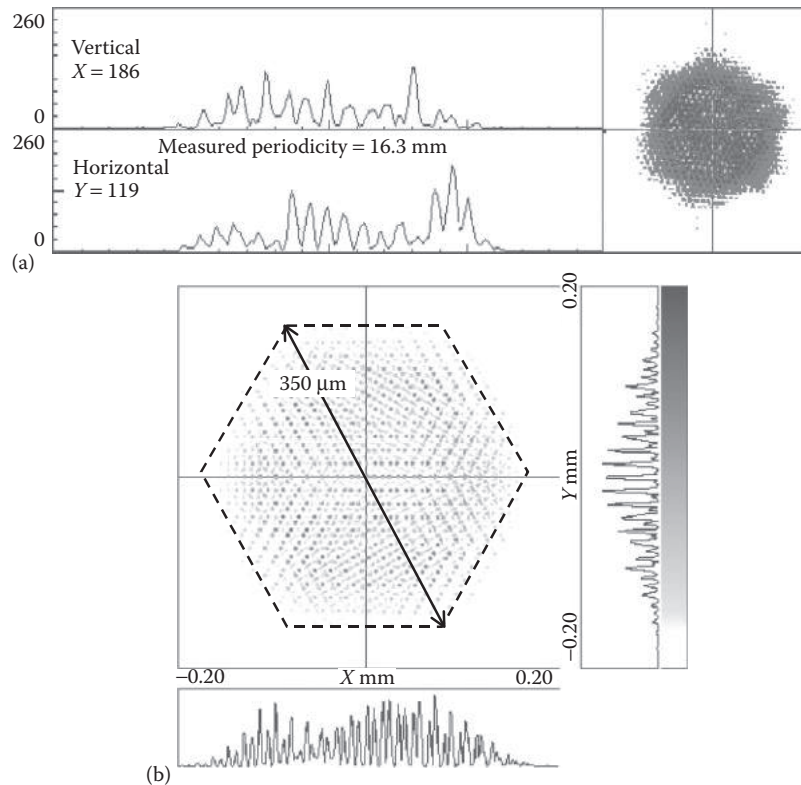 260
Vertical
X = 186
0
Measured periodicity = 16.3 mm
260
Horizontal
Y = 119
0
(a)
350 µm
0.20
Y mm
−0.20
−0.20
X mm
0.20
(b)